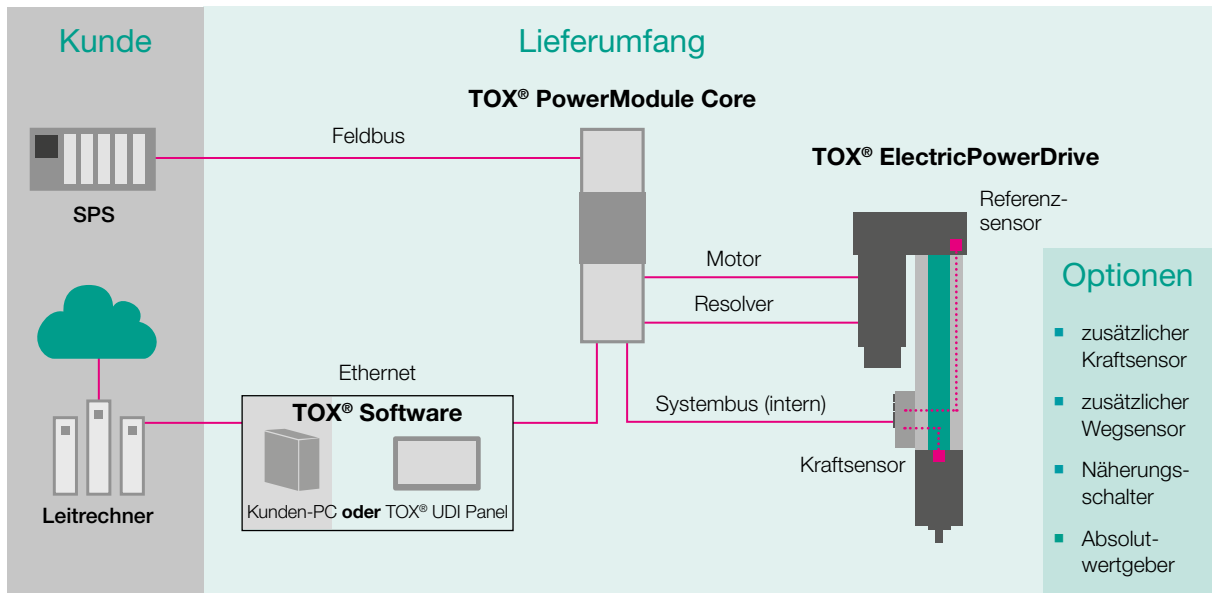 Kunde
Lieferumfang
TOX® PowerModule Core
Feldbus
SPS
TOX® ElectricPowerDrive
Referenz-
sensor
Motor
Resolver
Ethernet
TOX® Software
Kunden-PC oder TOX® UDI Panel
Leitrechner
Systembus (intern)
Kraftsensor
Optionen
zusätzlicher
Kraftsensor
zusätzlicher
Wegsensor
Näherungs-
schalter
Absolut-
wertgeber